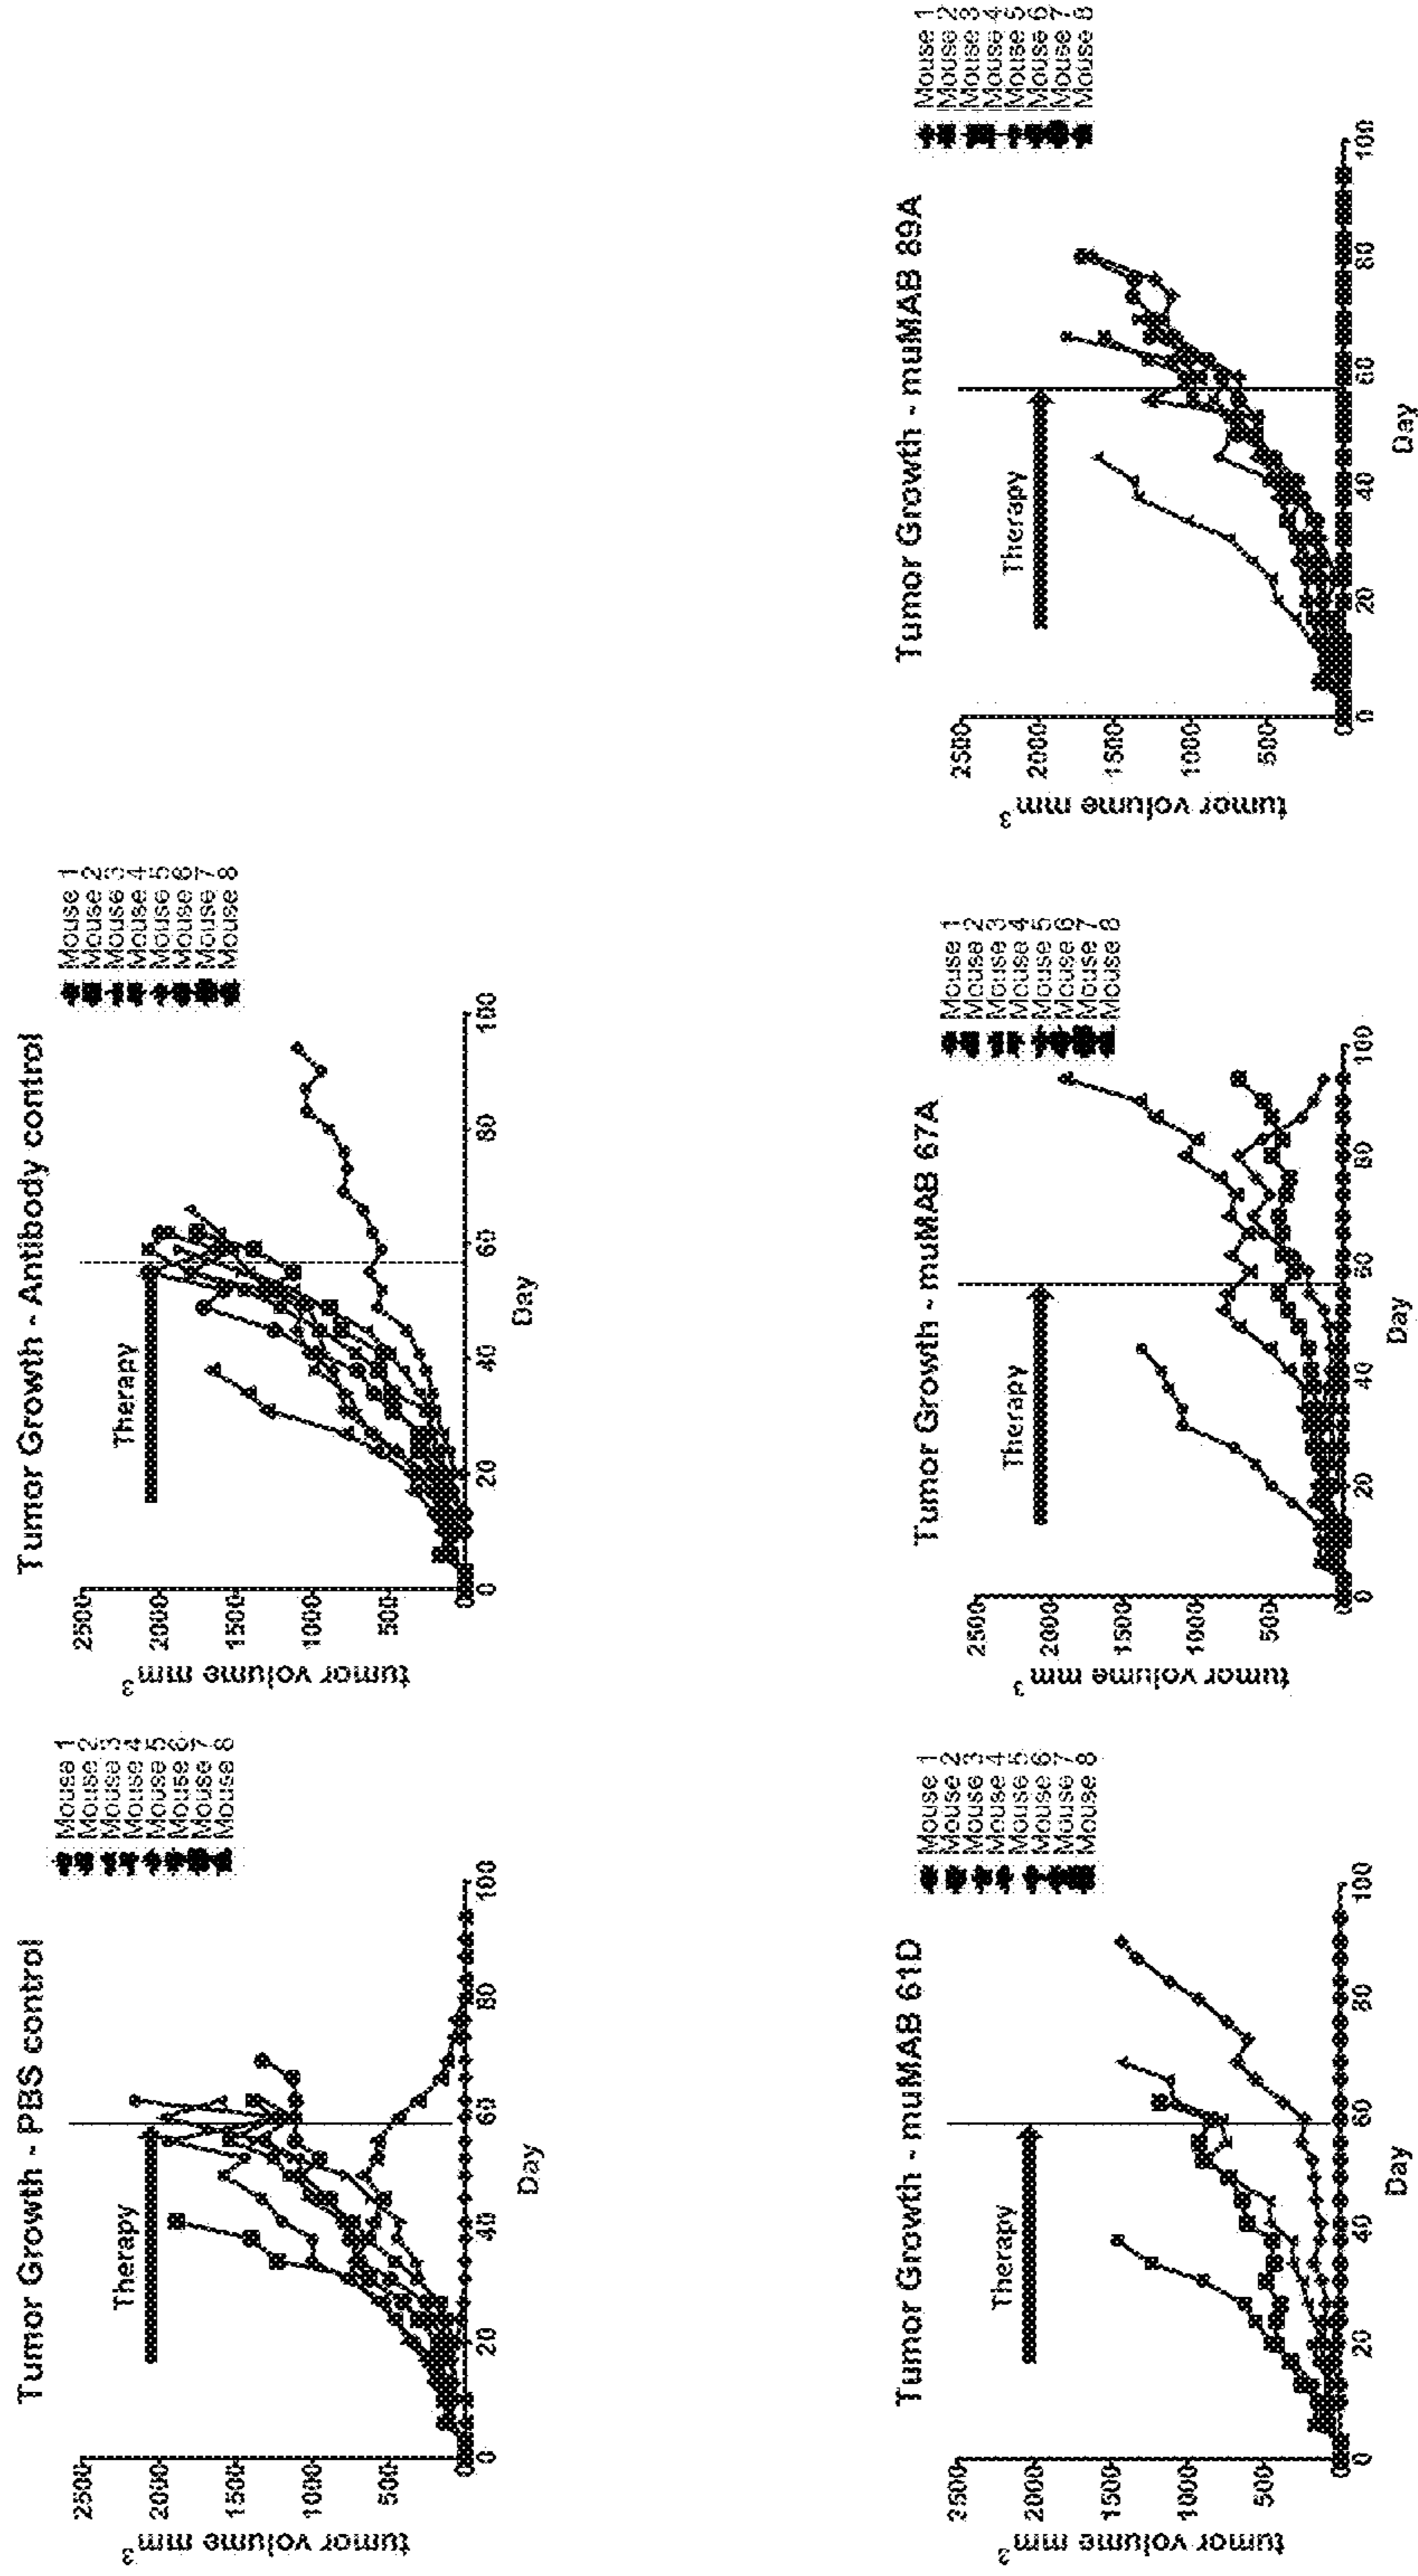 Tumor Growth - PBS control
Mouse 1
Mouse 2
Mouse 3
Mouse 4
Mouse 5
Mouse 6
Mouse 7
Mouse 8
Therapy
tumor volume mm³
2500
2000
1500
1000
500
0
0 20 40 60 80 100
Day
Tumor Growth - Antibody control
Mouse 1
Mouse 2
Mouse 3
Mouse 4
Mouse 5
Mouse 6
Mouse 7
Mouse 8
Therapy
tumor volume mm³
2500
2000
1500
1000
500
0
0 20 40 60 80 100
Day
Tumor Growth - muMAB 61D
Mouse 1
Mouse 2
Mouse 3
Mouse 4
Mouse 5
Mouse 6
Mouse 7
Mouse 8
Therapy
tumor volume mm³
2500
2000
1500
1000
500
0
0 20 40 60 80 100
Day
Tumor Growth - muMAB 67A
Mouse 1
Mouse 2
Mouse 3
Mouse 4
Mouse 5
Mouse 6
Mouse 7
Mouse 8
Therapy
tumor volume mm³
2500
2000
1500
1000
500
0
0 20 40 60 80 100
Day
Tumor Growth - muMAB 89A
Mouse 1
Mouse 2
Mouse 3
Mouse 4
Mouse 5
Mouse 6
Mouse 7
Mouse 8
Therapy
tumor volume mm³
2500
2000
1500
1000
500
0
0 20 40 60 80 100
Day